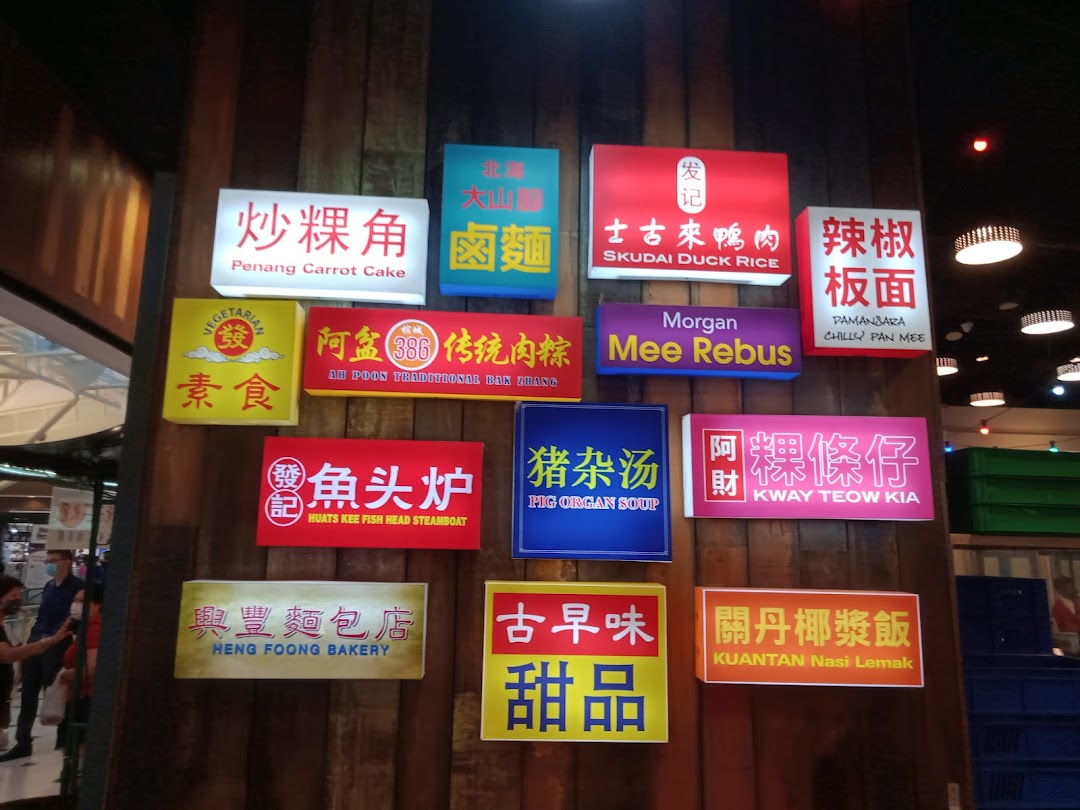 炒粿角
Penang Carrot Cake
北海
大山脚
卤麵
发记
士古來鴨肉
SKUDAI DUCK RICE
辣椒
板面
DAMANSARA
CHILLY PAN MEE
VEGETARIAN
發
素食
阿盆
槟城
386
传统肉粽
AH POON TRADITIONAL BAK ZHANG
Morgan
Mee Rebus
發記
魚头炉
HUATS KEE FISH HEAD STEAMBOAT
猪杂汤
PIG ORGAN SOUP
阿財
粿條仔
KWAY TEOW KIA
興豐麵包店
HENG FOONG BAKERY
古早味
甜品
關丹椰漿飯
KUANTAN Nasi Lemak